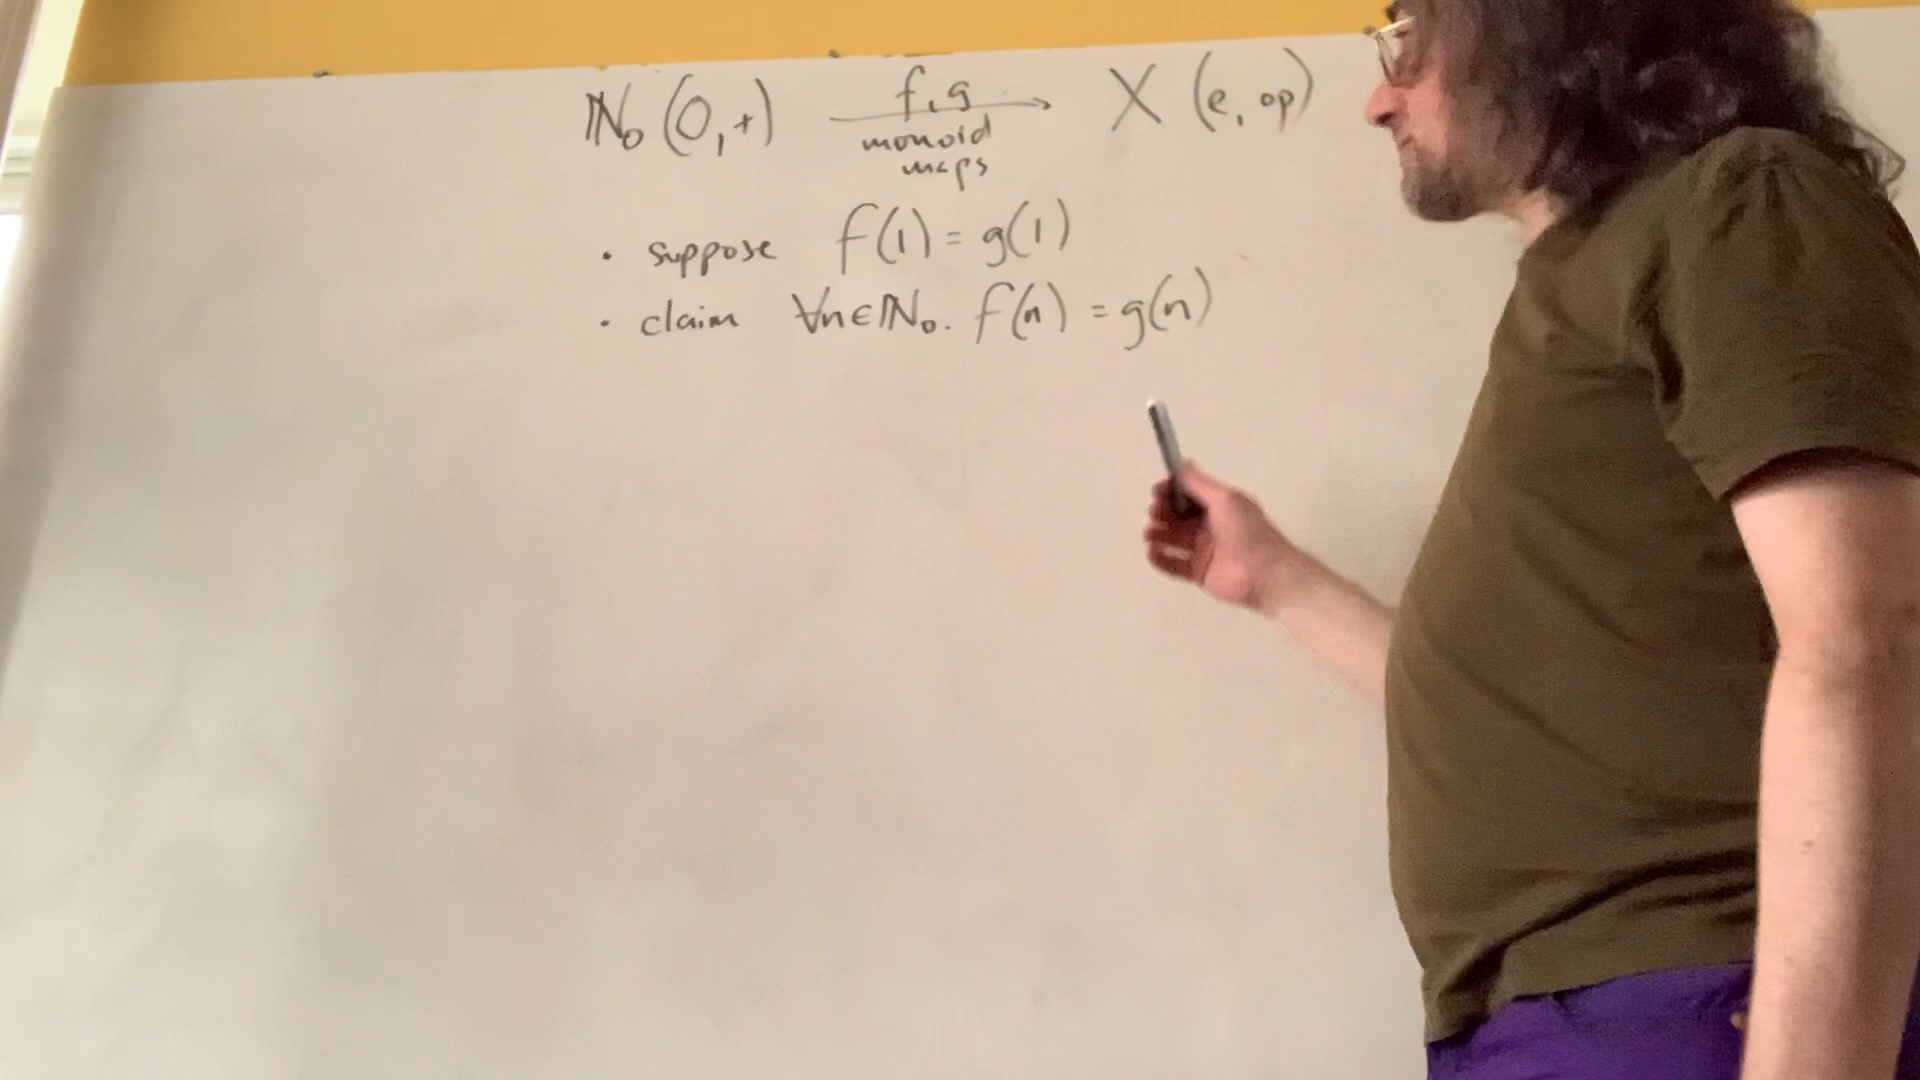 ℕ₀ (0, +) f, g → X (e, op)
monoid
maps
• suppose f(1) = g(1)
• claim ∀n∈ℕ₀. f(n) = g(n)